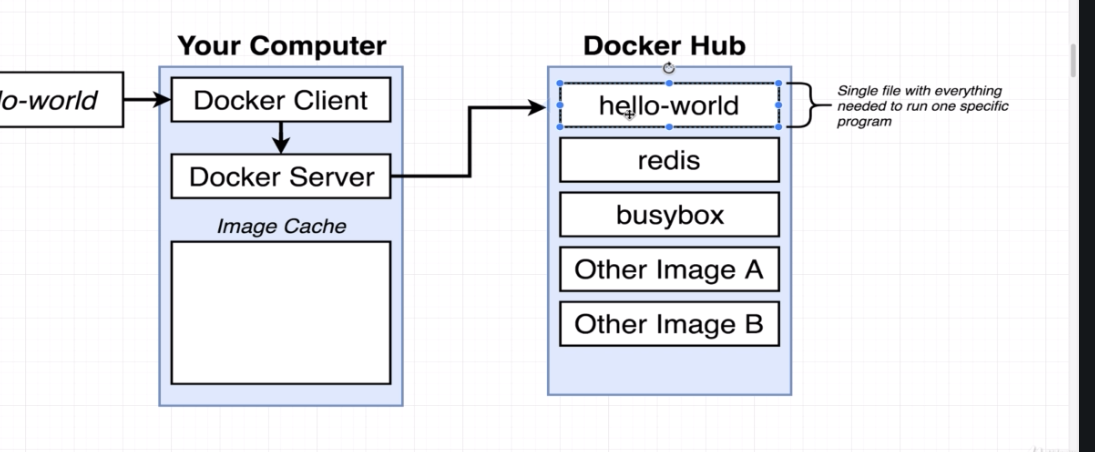 Your Computer
Docker Hub
lo-world
Docker Client
Docker Server
Image Cache
hello-world
redis
busybox
Other Image A
Other Image B
Single file with everything
needed to run one specific
program